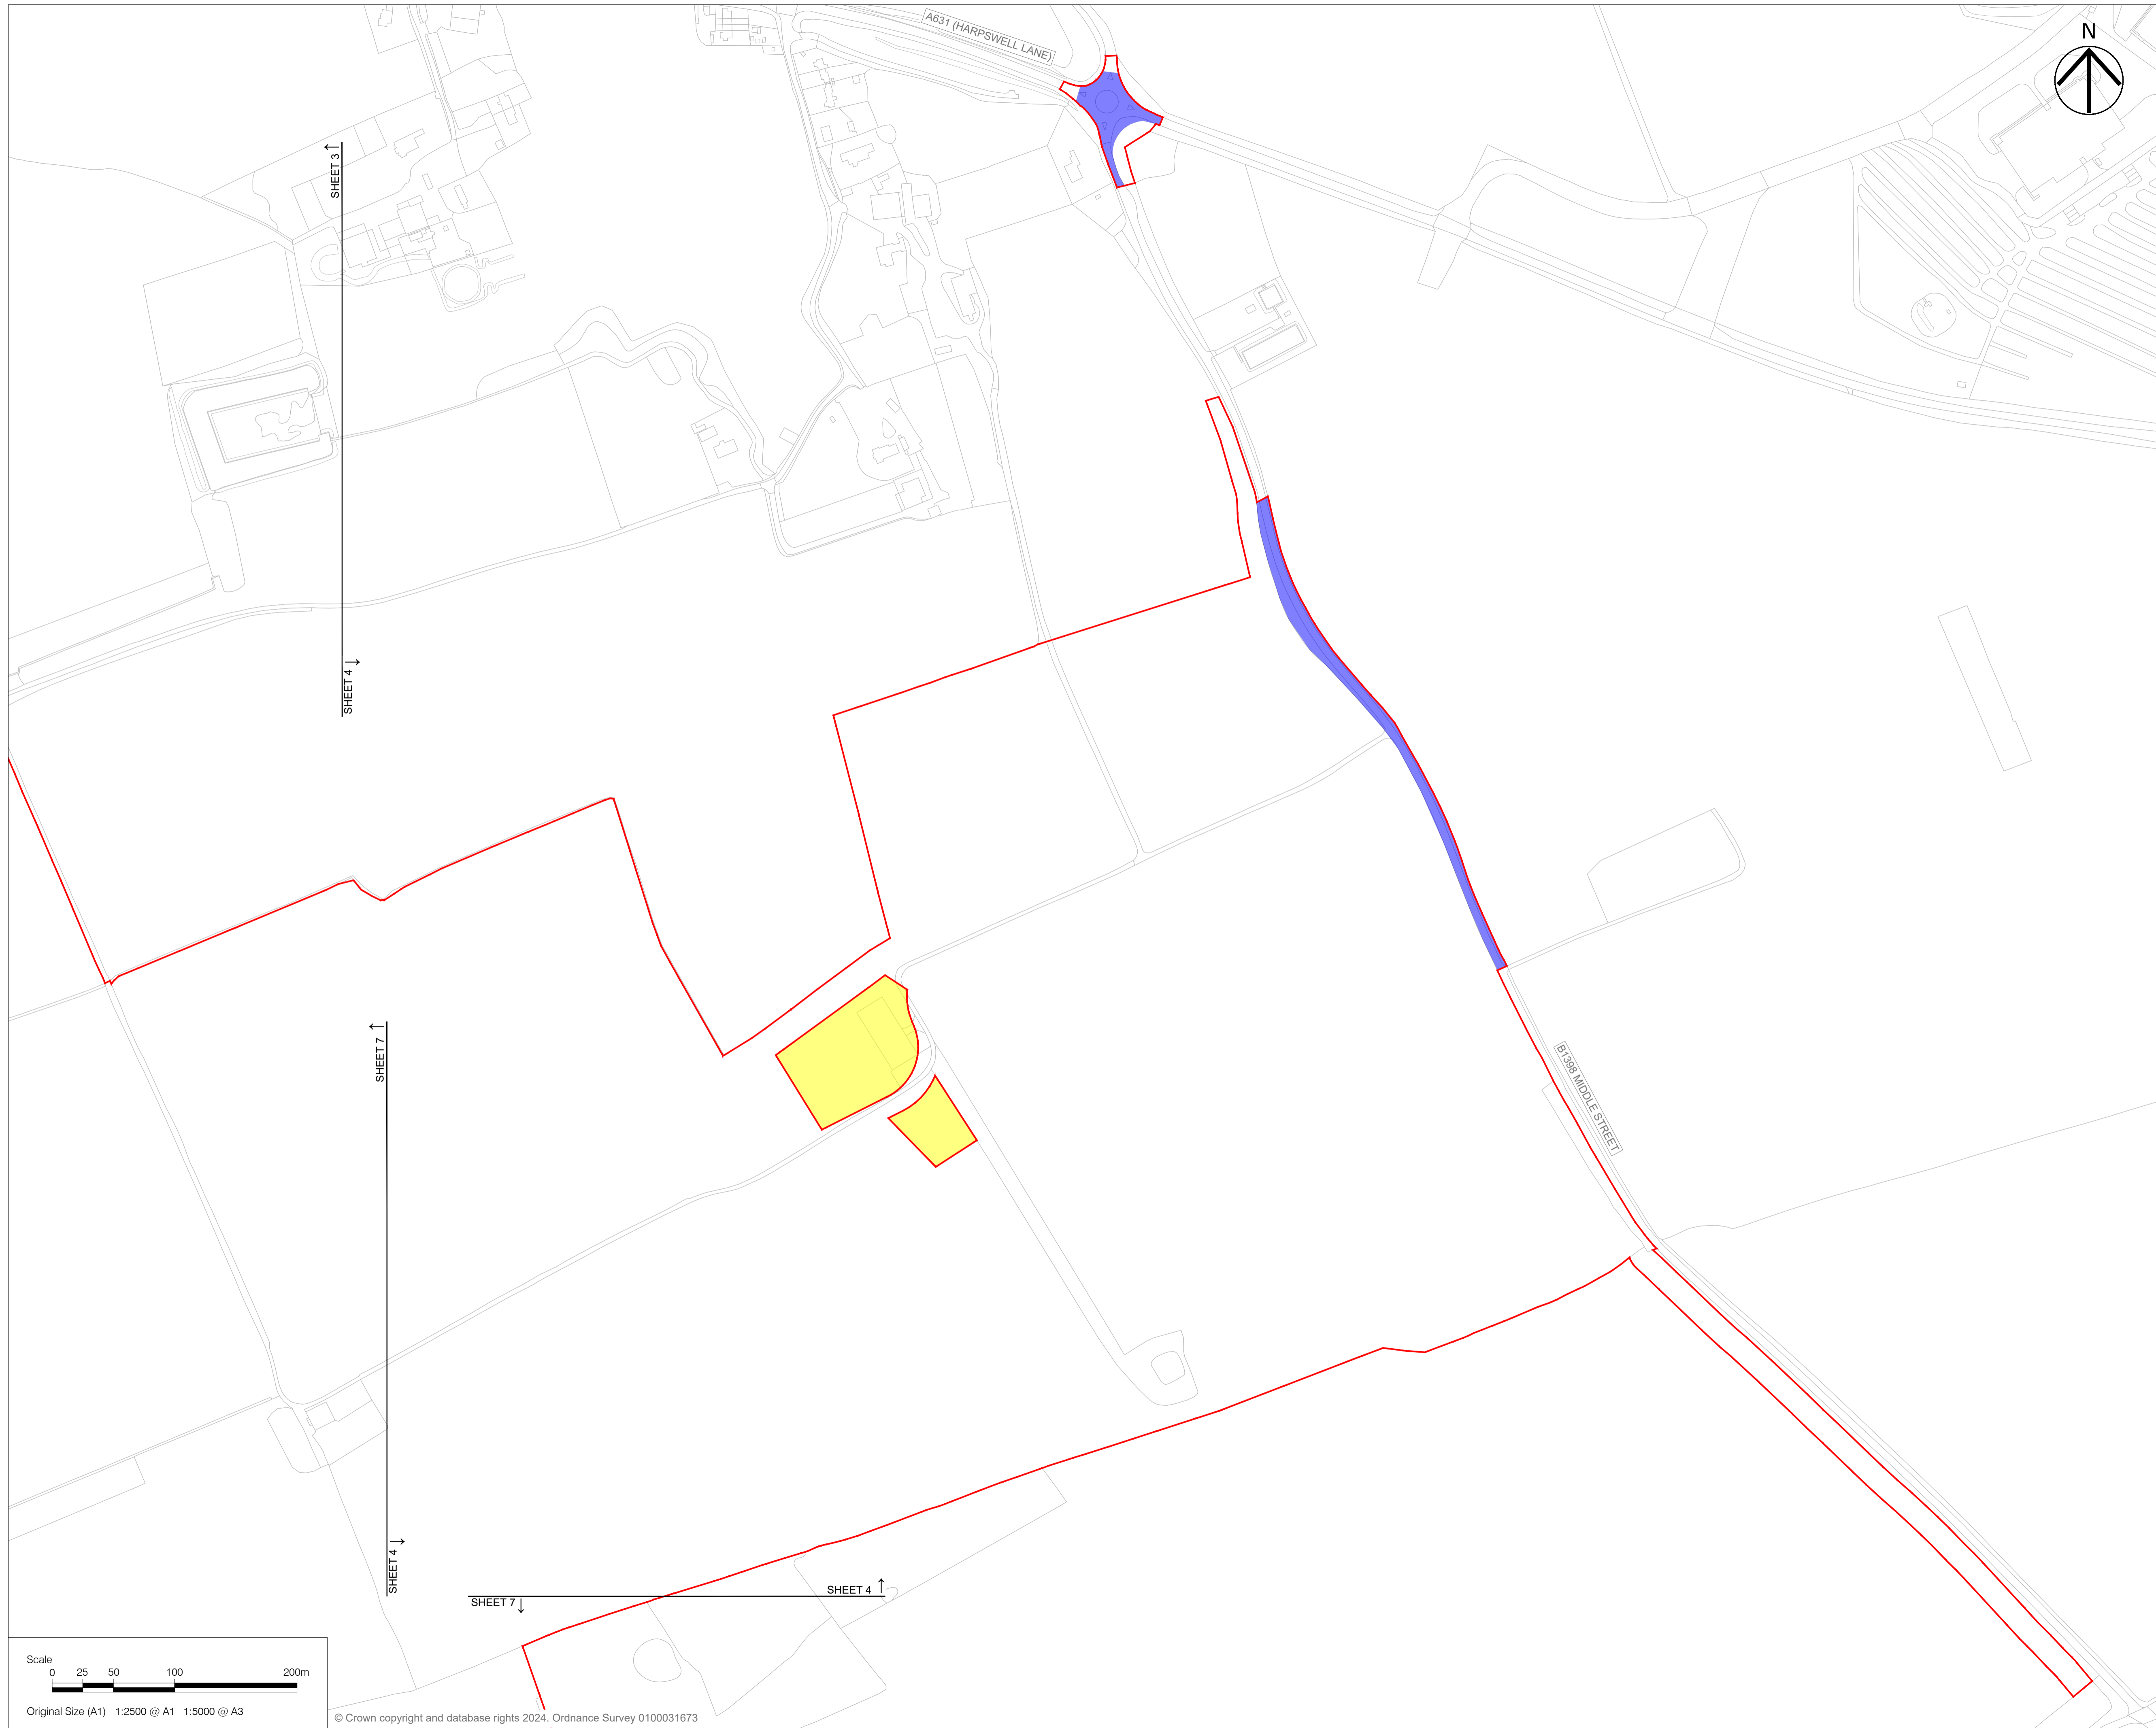 A631 (HARPSWELL LANE)
N
SHEET 3
SHEET 4
SHEET 7
B1398 MIDDLE STREET
SHEET 4
SHEET 4
SHEET 7
Scale
0 25 50 100 200m
Original Size (A1) 1:2500 @ A1 1:5000 @ A3
© Crown copyright and database rights 2024. Ordnance Survey 0100031673